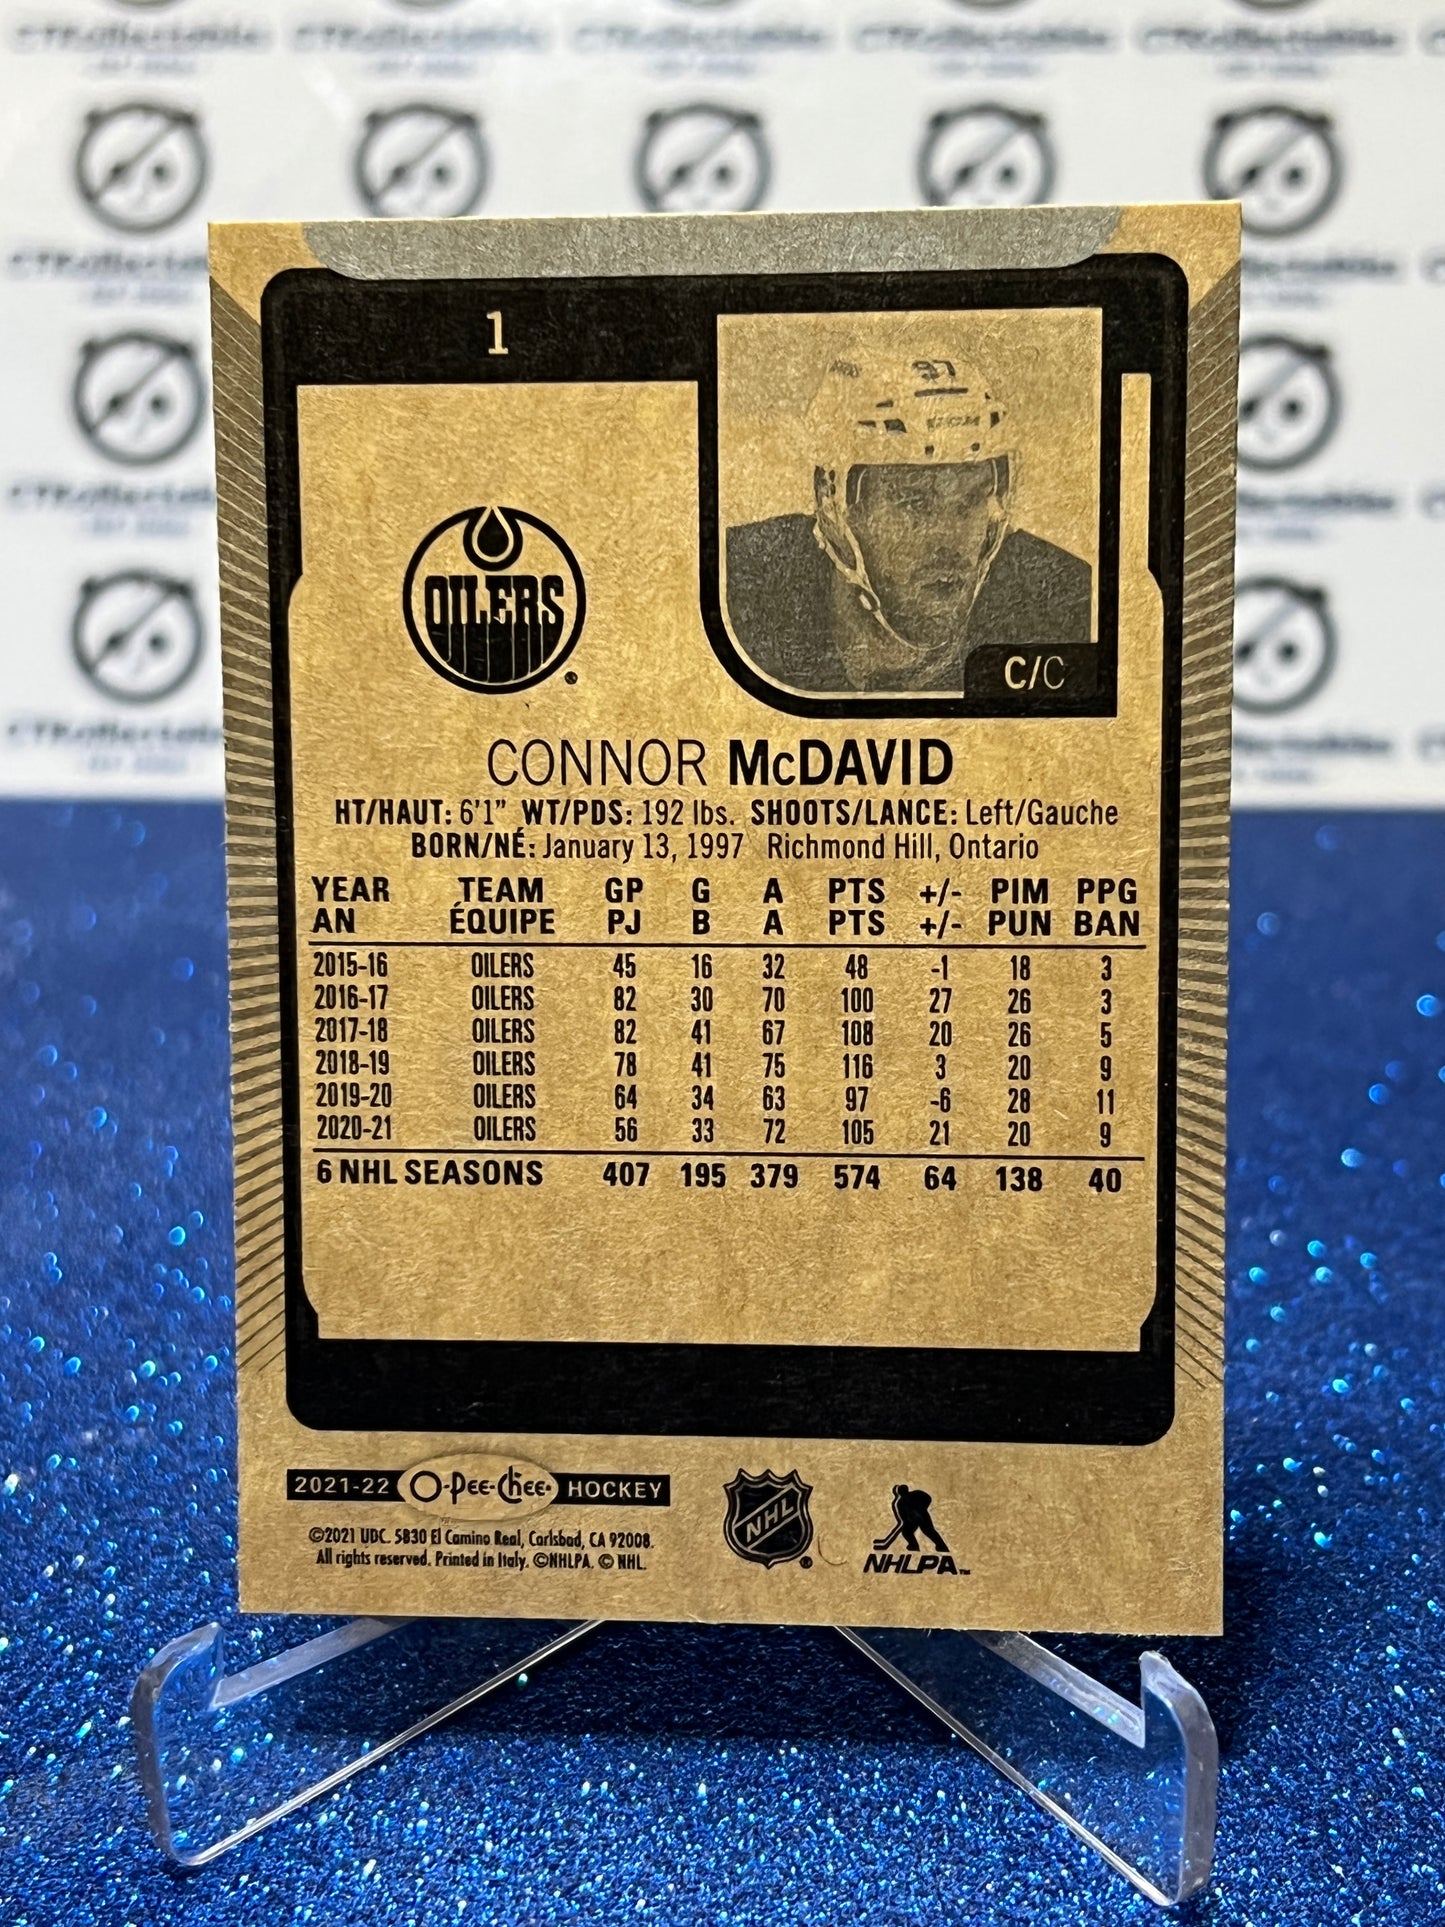 CTKollectables
1
97
CCM
OILERS
®
C/C
CONNOR McDAVID
HT/HAUT: 6'1" WT/PDS: 192 lbs. SHOOTS/LANCE: Left/Gauche
BORN/NÉ: January 13, 1997 Richmond Hill, Ontario
YEAR TEAM GP G A PTS +/- PIM PPG
AN ÉQUIPE PJ B A PTS +/- PUN BAN
2015-16 OILERS 45 16 32 48 -1 18 3
2016-17 OILERS 82 30 70 100 27 26 3
2017-18 OILERS 82 41 67 108 20 26 5
2018-19 OILERS 78 41 75 116 3 20 9
2019-20 OILERS 64 34 63 97 -6 28 11
2020-21 OILERS 56 33 72 105 21 20 9
6 NHL SEASONS 407 195 379 574 64 138 40
2021-22 O-Pee-Chee HOCKEY
©2021 UDC. 5830 El Camino Real, Carlsbad, CA 92008.
All rights reserved. Printed in Italy. ©NHLPA. © NHL.
NHL ®
NHLPA™